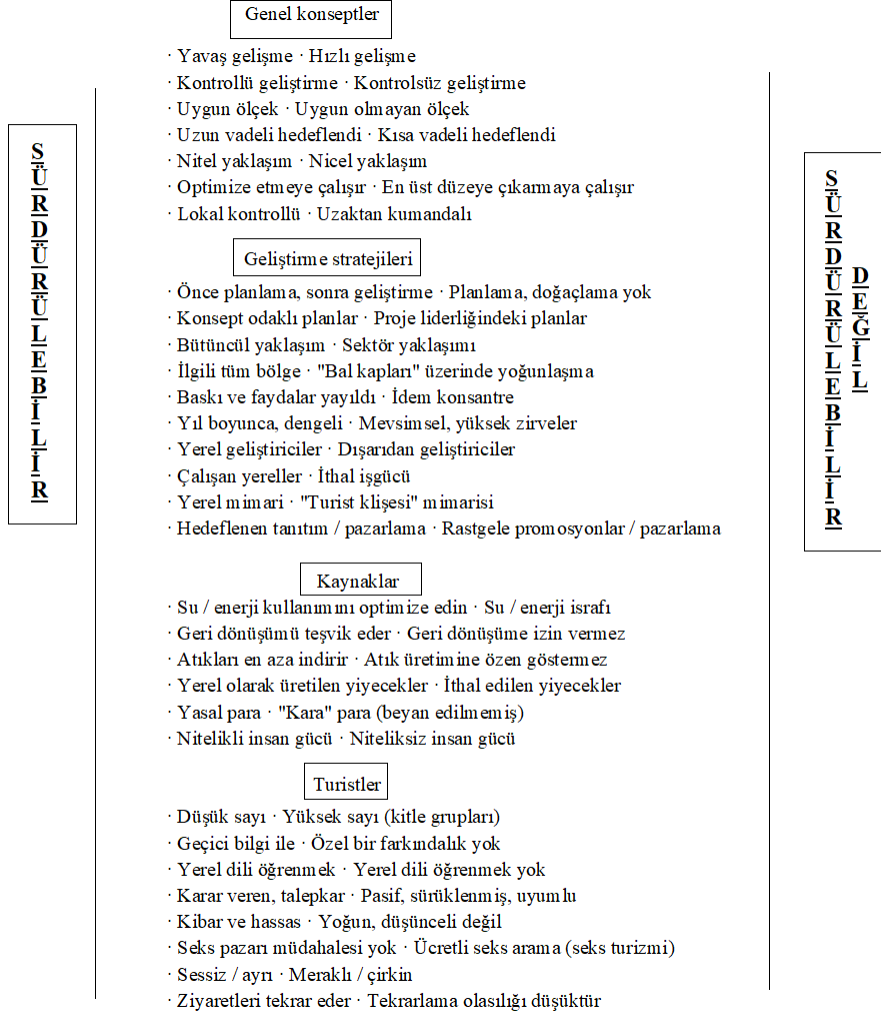 Genel konseptler
· Yavaş gelişme · Hızlı gelişme
· Kontrollü geliştirme · Kontrolsüz geliştirme
· Uygun ölçek · Uygun olmayan ölçek
· Uzun vadeli hedeflendi · Kısa vadeli hedeflendi
· Nitel yaklaşım · Nicel yaklaşım
· Optimize etmeye çalışır · En üst düzeye çıkarmaya çalışır
· Lokal kontrollü · Uzaktan kumandalı
SÜRDÜRÜLEBİLİR
SÜRDÜRÜLEBİLİR
DEĞİL
Geliştirme stratejileri
· Önce planlama, sonra geliştirme · Planlama, doğaçlama yok
· Konsept odaklı planlar · Proje liderliğindeki planlar
· Bütüncül yaklaşım · Sektör yaklaşımı
· İlgili tüm bölge · "Bal kapları" üzerinde yoğunlaşma
· Baskı ve faydalar yayıldı · İdem konsantre
· Yıl boyunca, dengeli · Mevsimsel, yüksek zirveler
· Yerel geliştiriciler · Dışarıdan geliştiriciler
· Çalışan yereller · İthal işgücü
· Yerel mimari · "Turist klişesi" mimarisi
· Hedeflenen tanıtım / pazarlama · Rastgele promosyonlar / pazarlama
Kaynaklar
· Su / enerji kullanımını optimize edin · Su / enerji israfı
· Geri dönüşümü teşvik eder · Geri dönüşüme izin vermez
· Atıkları en aza indirir · Atık üretimine özen göstermez
· Yerel olarak üretilen yiyecekler · İthal edilen yiyecekler
· Yasal para · "Kara" para (beyan edilmemiş)
· Nitelikli insan gücü · Niteliksiz insan gücü
Turistler
· Düşük sayı · Yüksek sayı (kitle grupları)
· Geçici bilgi ile · Özel bir farkındalık yok
· Yerel dili öğrenmek · Yerel dili öğrenmek yok
· Karar veren, talepkar · Pasif, sürüklenmiş, uyumlu
· Kibar ve hassas · Yoğun, düşünceli değil
· Seks pazarı müdahalesi yok · Ücretli seks arama (seks turizmi)
· Sessiz / ayrı · Meraklı / çirkin
· Ziyaretleri tekrar eder · Tekrarlama olasılığı düşüktür